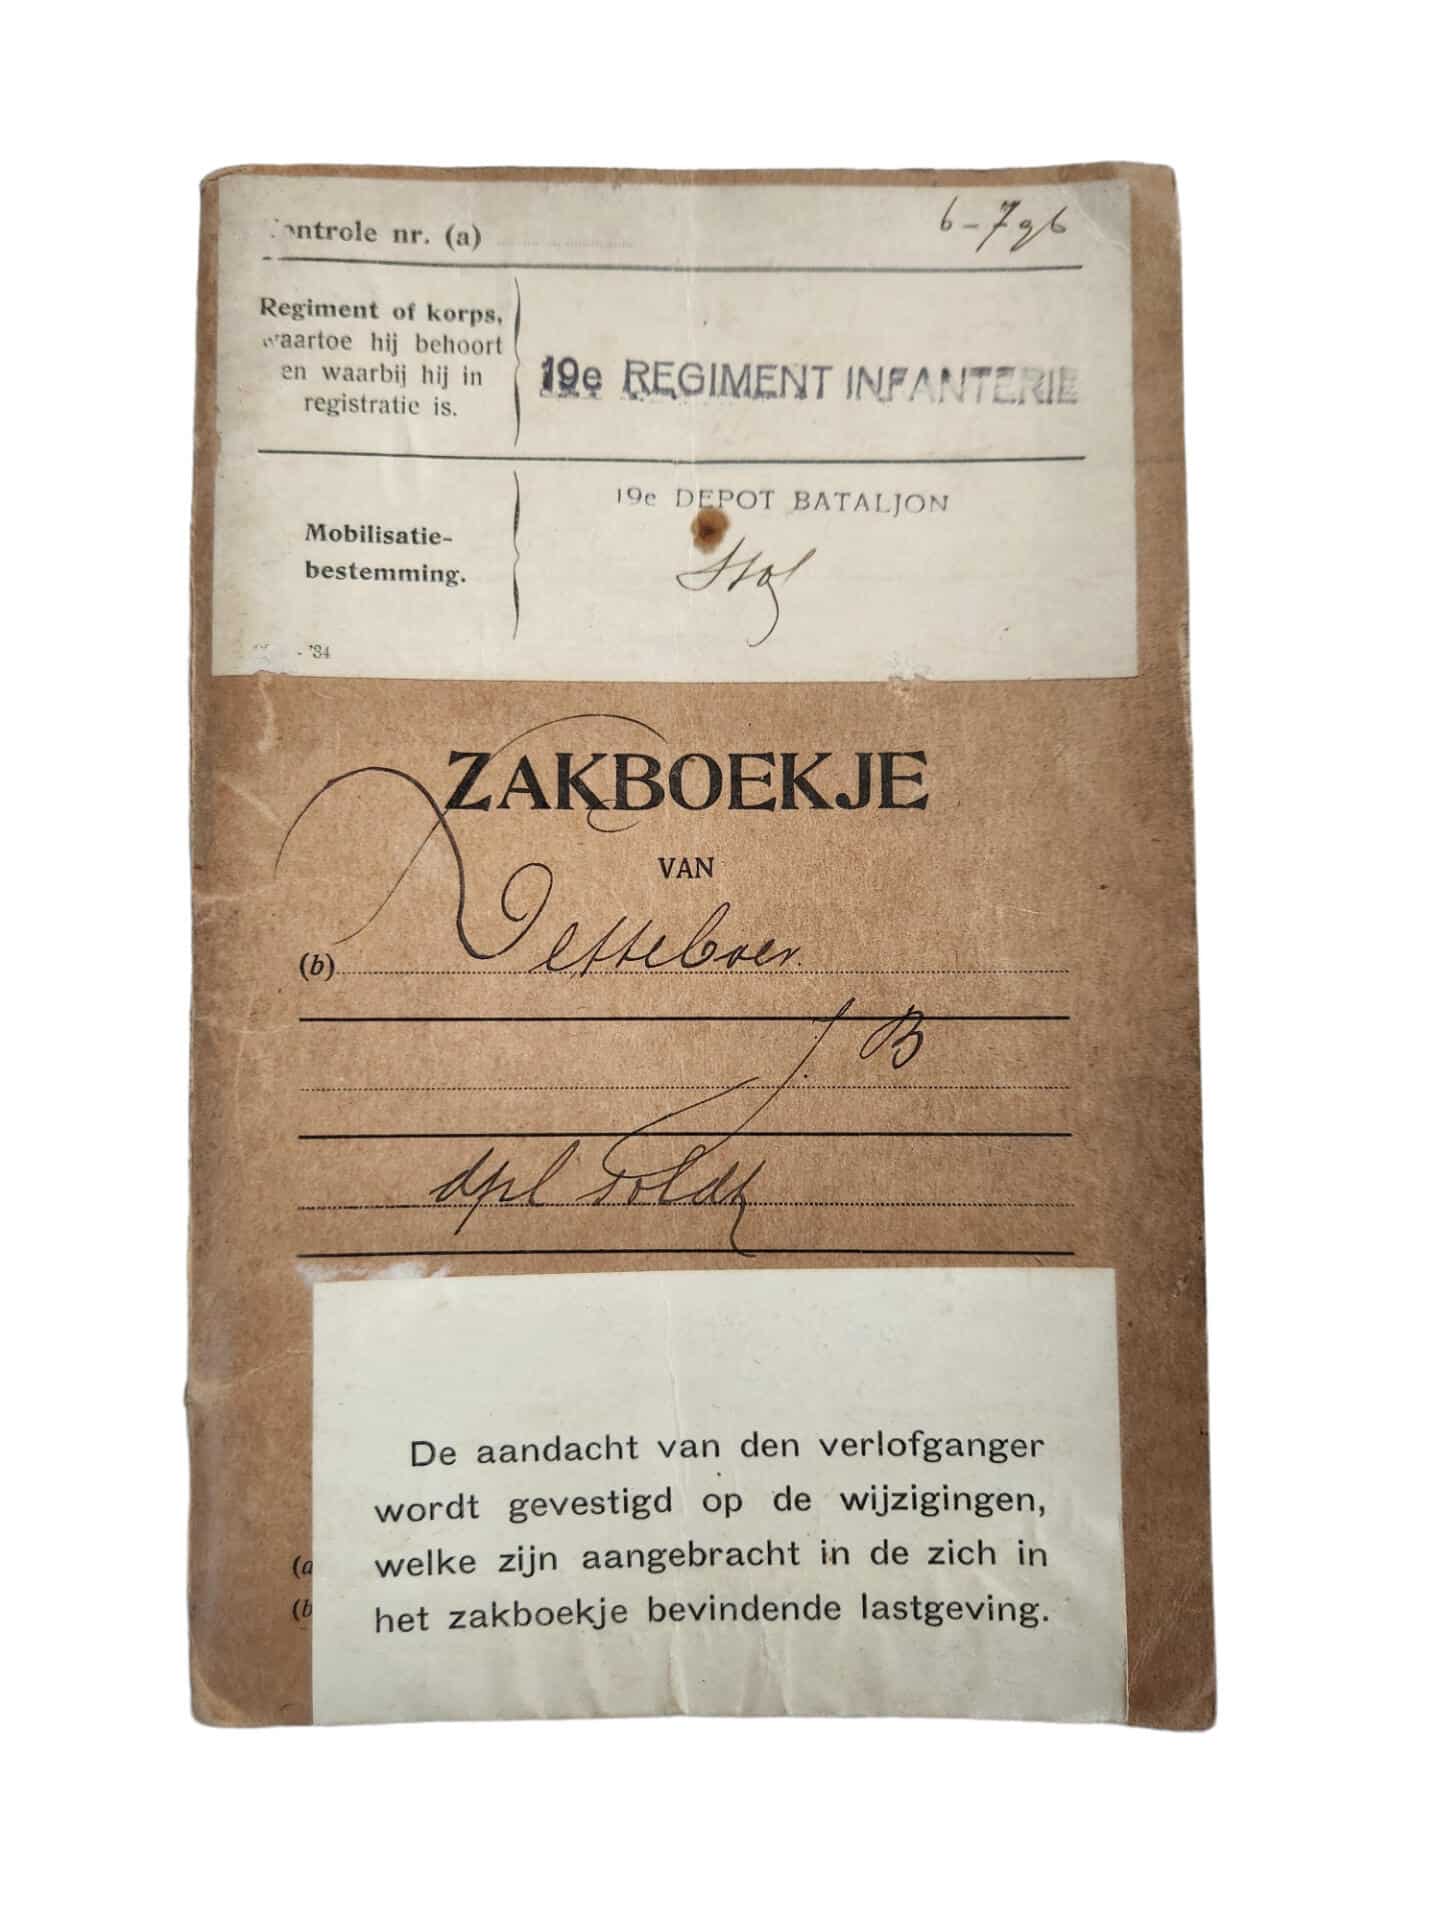 ontrole nr. (a)
Regiment of korps,
waartoe hij behoort
en waarbij hij in
registratie is.
19e REGIMENT INFANTERIE
Mobilisatie-
bestemming.
19e DEPOT BATALJON
- '34
ZAKBOEKJE
VAN
(b)
J. B
dpl
De aandacht van den verlofganger
wordt gevestigd op de wijzigingen,
welke zijn aangebracht in de zich in
het zakboekje bevindende lastgeving.
(a
(b